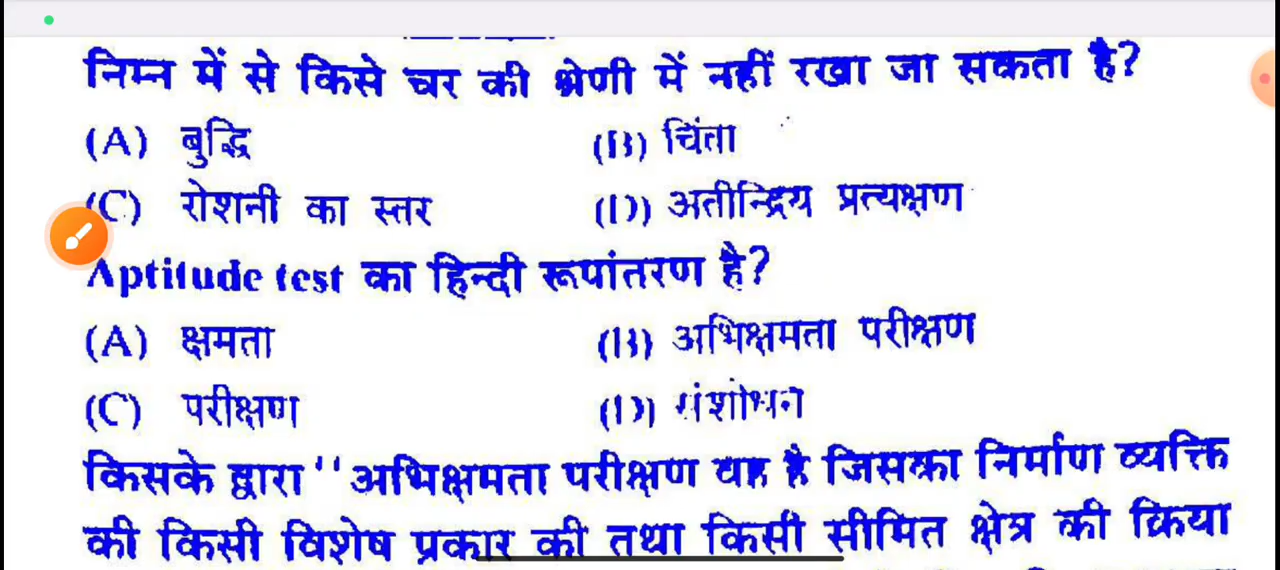 निम्न में से किसे चर की श्रेणी में नहीं रखा जा सकता है?
(A) बुद्धि (B) चिंता
(C) रोशनी का स्तर (D) अतीन्द्रिय प्रत्यक्षण
Aptitude test का हिन्दी रूपांतरण है?
(A) क्षमता (B) अभिक्षमता परीक्षण
(C) परीक्षण (D) संशोधन
किसके द्वारा "अभिक्षमता परीक्षण वह है जिसका निर्माण व्यक्ति
की किसी विशेष प्रकार की तथा किसी सीमित क्षेत्र की क्रिया